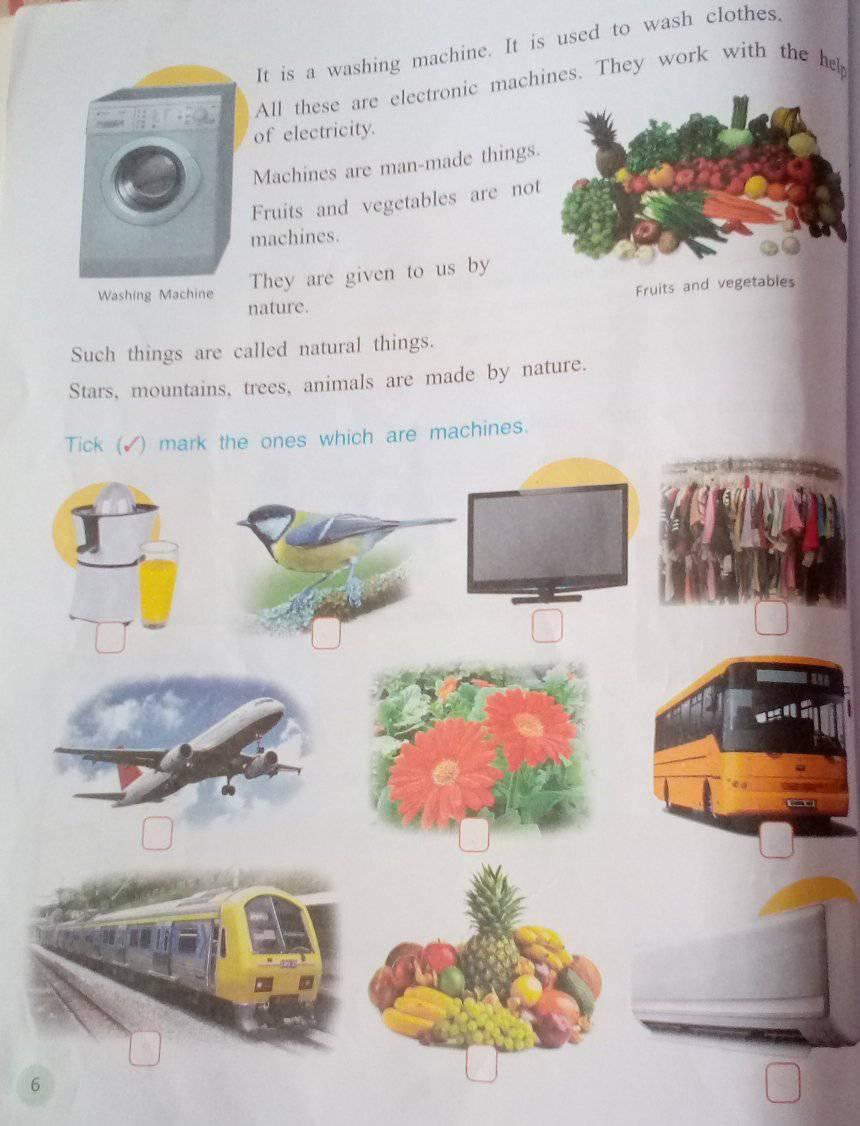 It is a washing machine. It is used to wash clothes.
All these are electronic machines. They work with the help
of electricity.
Machines are man-made things.
Fruits and vegetables are not
machines.
They are given to us by
nature.
Washing Machine
Fruits and vegetables
Such things are called natural things.
Stars, mountains, trees, animals are made by nature.
Tick (✓) mark the ones which are machines.
6